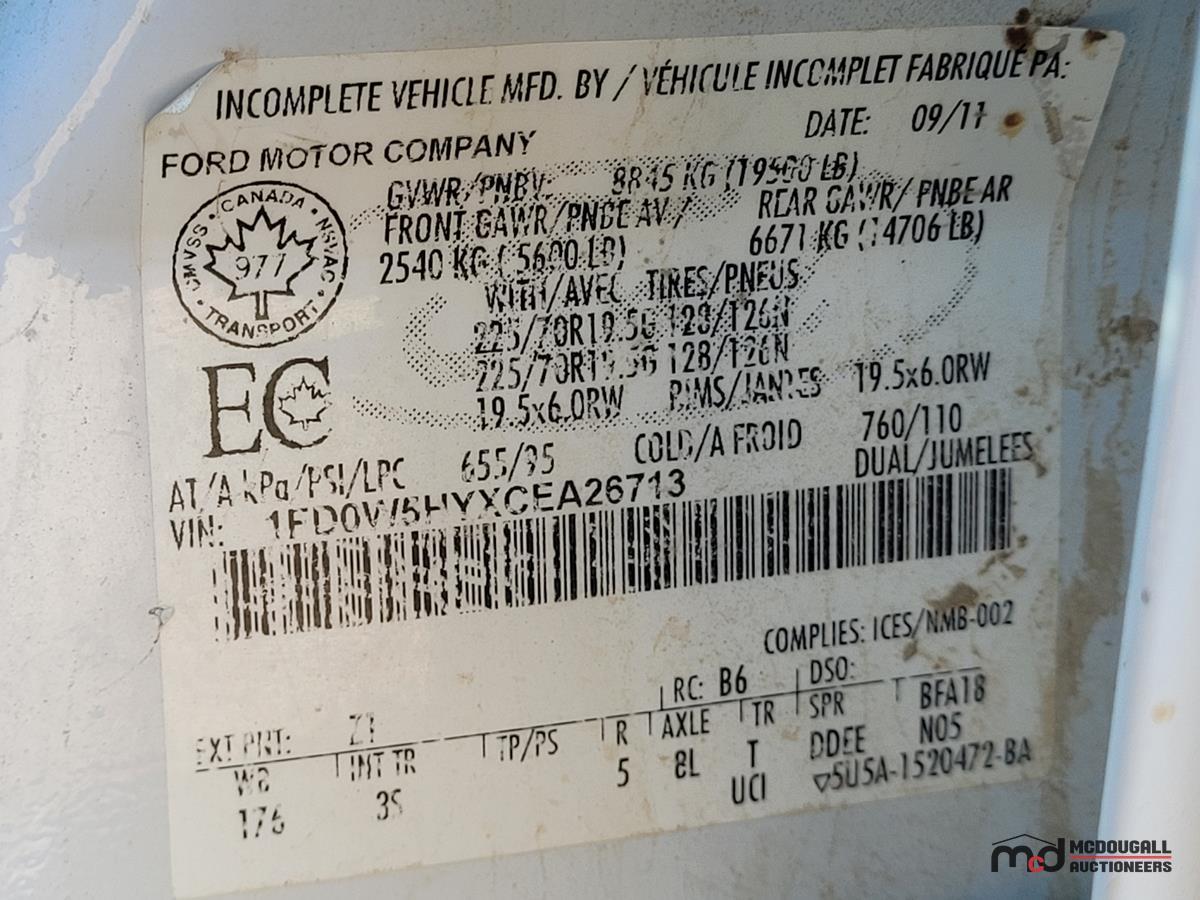 INCOMPLETE VEHICLE MFD. BY / VÉHICULE INCOMPLET FABRIQUÉ PA:
FORD MOTOR COMPANY DATE: 09/11
GVWR/PNBV: 8845 KG (19500 LB)
FRONT GAWR/PNBE AV / REAR GAWR/ PNBE AR
2540 KG ( 5600 LB) 6671 KG (14706 LB)
CMVSS · CANADA · NSVAC · TRANSPORT
977
WITH/AVEC TIRES/PNEUS
225/70R19.5G 128/126N
225/70R19.5G 128/126N
19.5x6.0RW RIMS/JANTES 19.5x6.0RW
EC
AT/A kPa/PSI/LPC 655/95 COLD/A FROID 760/110
DUAL/JUMELEES
VIN: 1FD0W5HYXCEA26713
COMPLIES: ICES/NMB-002
EXT PNT: Z1 RC: B6 DSO:
WB INT TR TP/PS R AXLE TR SPR BFA18
176 3S 5 8L T DDEE N05
UCI ▽5U5A-1520472-BA
mcd MCDOUGALL
AUCTIONEERS